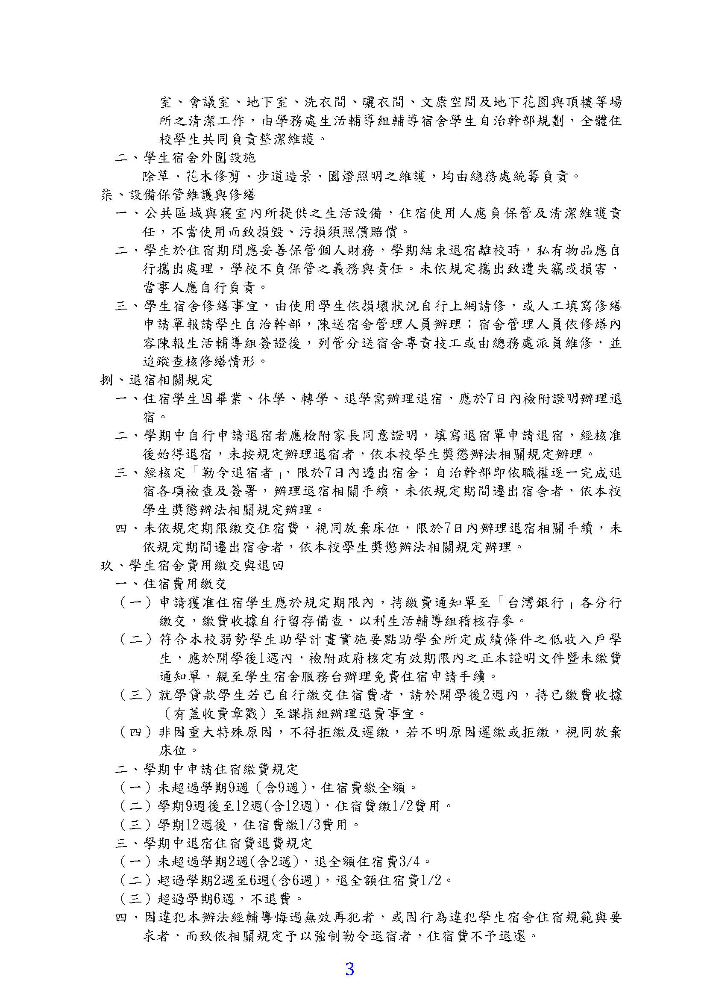 室、會議室、地下室、洗衣間、曬衣間、文康空間及地下花園與頂樓等場
所之清潔工作，由學務處生活輔導組輔導宿舍學生自治幹部規劃，全體住
校學生共同負責整潔維護。
二、學生宿舍外圍設施
除草、花木修剪、步道造景、園燈照明之維護，均由總務處統籌負責。
柒、設備保管維護與修繕
一、公共區域與寢室內所提供之生活設備，住宿使用人應負保管及清潔維護責
任，不當使用而致損毀、污損須照價賠償。
二、學生於住宿期間應妥善保管個人財務，學期結束退宿離校時，私有物品應自
行攜出處理，學校不負保管之義務與責任。未依規定攜出致遭失竊或損害，
當事人應自行負責。
三、學生宿舍修繕事宜，由使用學生依損壞狀況自行上網請修，或人工填寫修繕
申請單報請學生自治幹部，陳送宿舍管理人員辦理；宿舍管理人員依修繕內
容陳報生活輔導組簽證後，列管分送宿舍專責技工或由總務處派員維修，並
追蹤查核修繕情形。
捌、退宿相關規定
一、住宿學生因畢業、休學、轉學、退學需辦理退宿，應於7日內檢附證明辦理退
宿。
二、學期中自行申請退宿者應檢附家長同意證明，填寫退宿單申請退宿，經核准
後始得退宿，未按規定辦理退宿者，依本校學生獎懲辦法相關規定辦理。
三、經核定「勒令退宿者」，限於7日內遷出宿舍；自治幹部即依職權逐一完成退
宿各項檢查及簽署，辦理退宿相關手續，未依規定期間遷出宿舍者，依本校
學生獎懲辦法相關規定辦理。
四、未依規定期限繳交住宿費，視同放棄床位，限於7日內辦理退宿相關手續，未
依規定期間遷出宿舍者，依本校學生獎懲辦法相關規定辦理。
玖、學生宿舍費用繳交與退回
一、住宿費用繳交
（一）申請獲准住宿學生應於規定期限內，持繳費通知單至「台灣銀行」各分行
繳交，繳費收據自行留存備查，以利生活輔導組稽核存參。
（二）符合本校弱勢學生助學計畫實施要點助學金所定成績條件之低收入戶學
生，應於開學後1週內，檢附政府核定有效期限內之正本證明文件暨未繳費
通知單，親至學生宿舍服務台辦理免費住宿申請手續。
（三）就學貸款學生若已自行繳交住宿費者，請於開學後2週內，持已繳費收據
（有蓋收費章戳）至課指組辦理退費事宜。
（四）非因重大特殊原因，不得拒繳及遲繳，若不明原因遲繳或拒繳，視同放棄
床位。
二、學期中申請住宿繳費規定
（一）未超過學期9週（含9週），住宿費繳全額。
（二）學期9週後至12週(含12週)，住宿費繳1/2費用。
（三）學期12週後，住宿費繳1/3費用。
三、學期中退宿住宿費退費規定
（一）未超過學期2週(含2週)，退全額住宿費3/4。
（二）超過學期2週至6週(含6週)，退全額住宿費1/2。
（三）超過學期6週，不退費。
四、因違犯本辦法經輔導悔過無效再犯者，或因行為違犯學生宿舍住宿規範與要
求者，而致依相關規定予以強制勒令退宿者，住宿費不予退還。
3